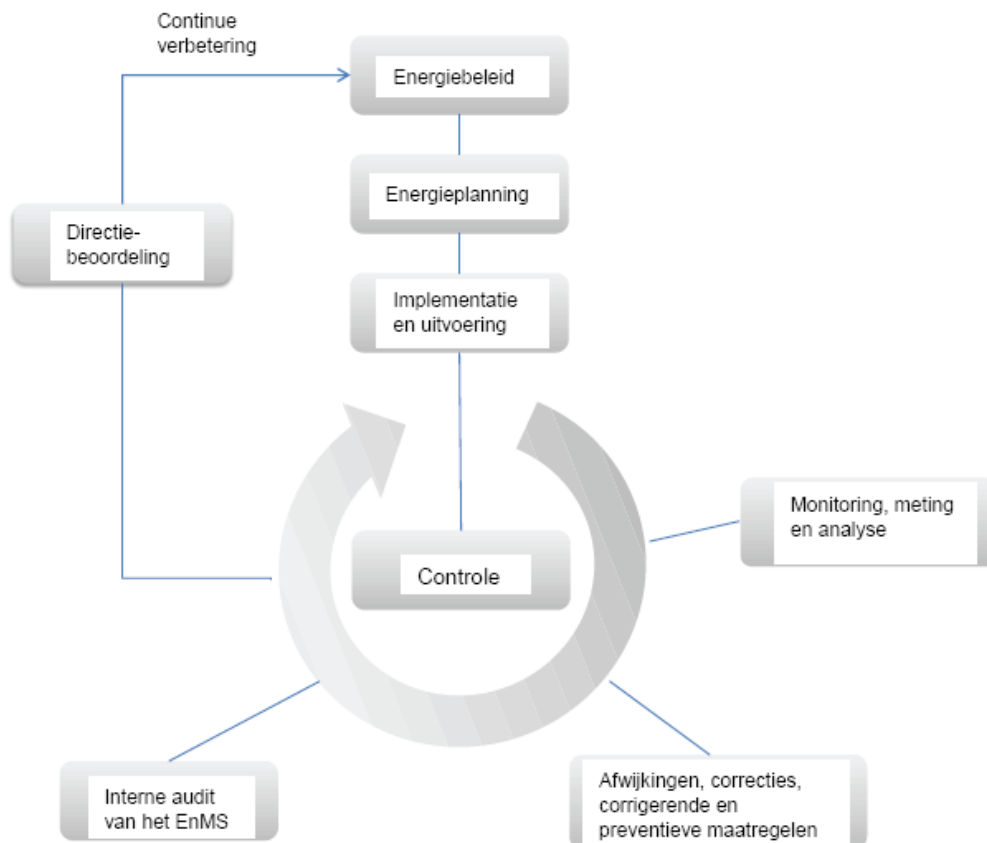 Continue
verbetering
Energiebeleid
Energieplanning
Directie-
beoordeling
Implementatie
en uitvoering
Monitoring, meting
en analyse
Controle
Interne audit
van het EnMS
Afwijkingen, correcties,
corrigerende en
preventieve maatregelen